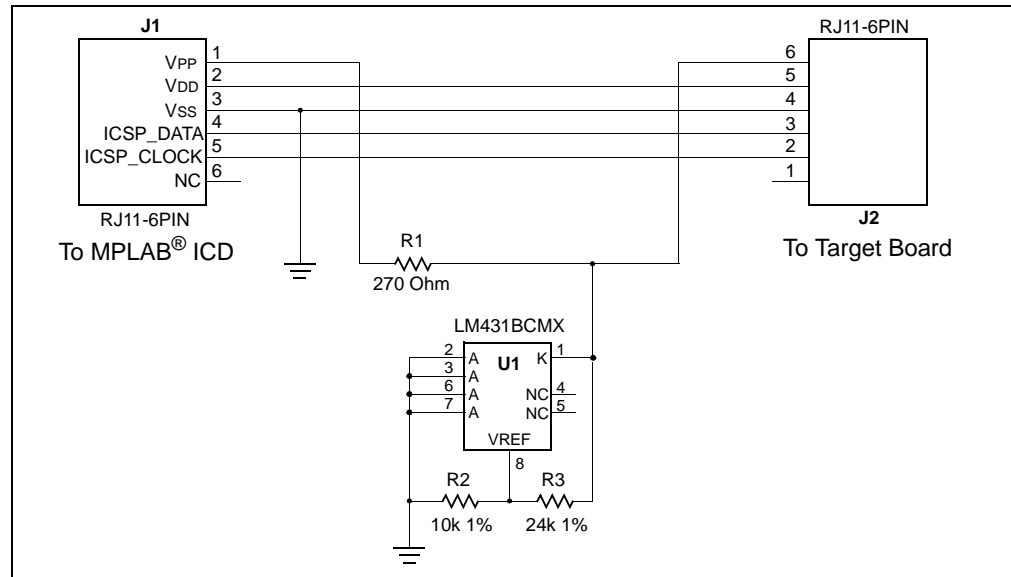 J1
VPP 1
VDD 2
VSS 3
ICSP_DATA 4
ICSP_CLOCK 5
NC 6
RJ11-6PIN
To MPLAB® ICD
RJ11-6PIN
6
5
4
3
2
1
J2
To Target Board
R1
270 Ohm
LM431BCMX
U1
2 A
3 A
6 A
7 A
K 1
NC 4
NC 5
VREF
8
R2
10k 1%
R3
24k 1%